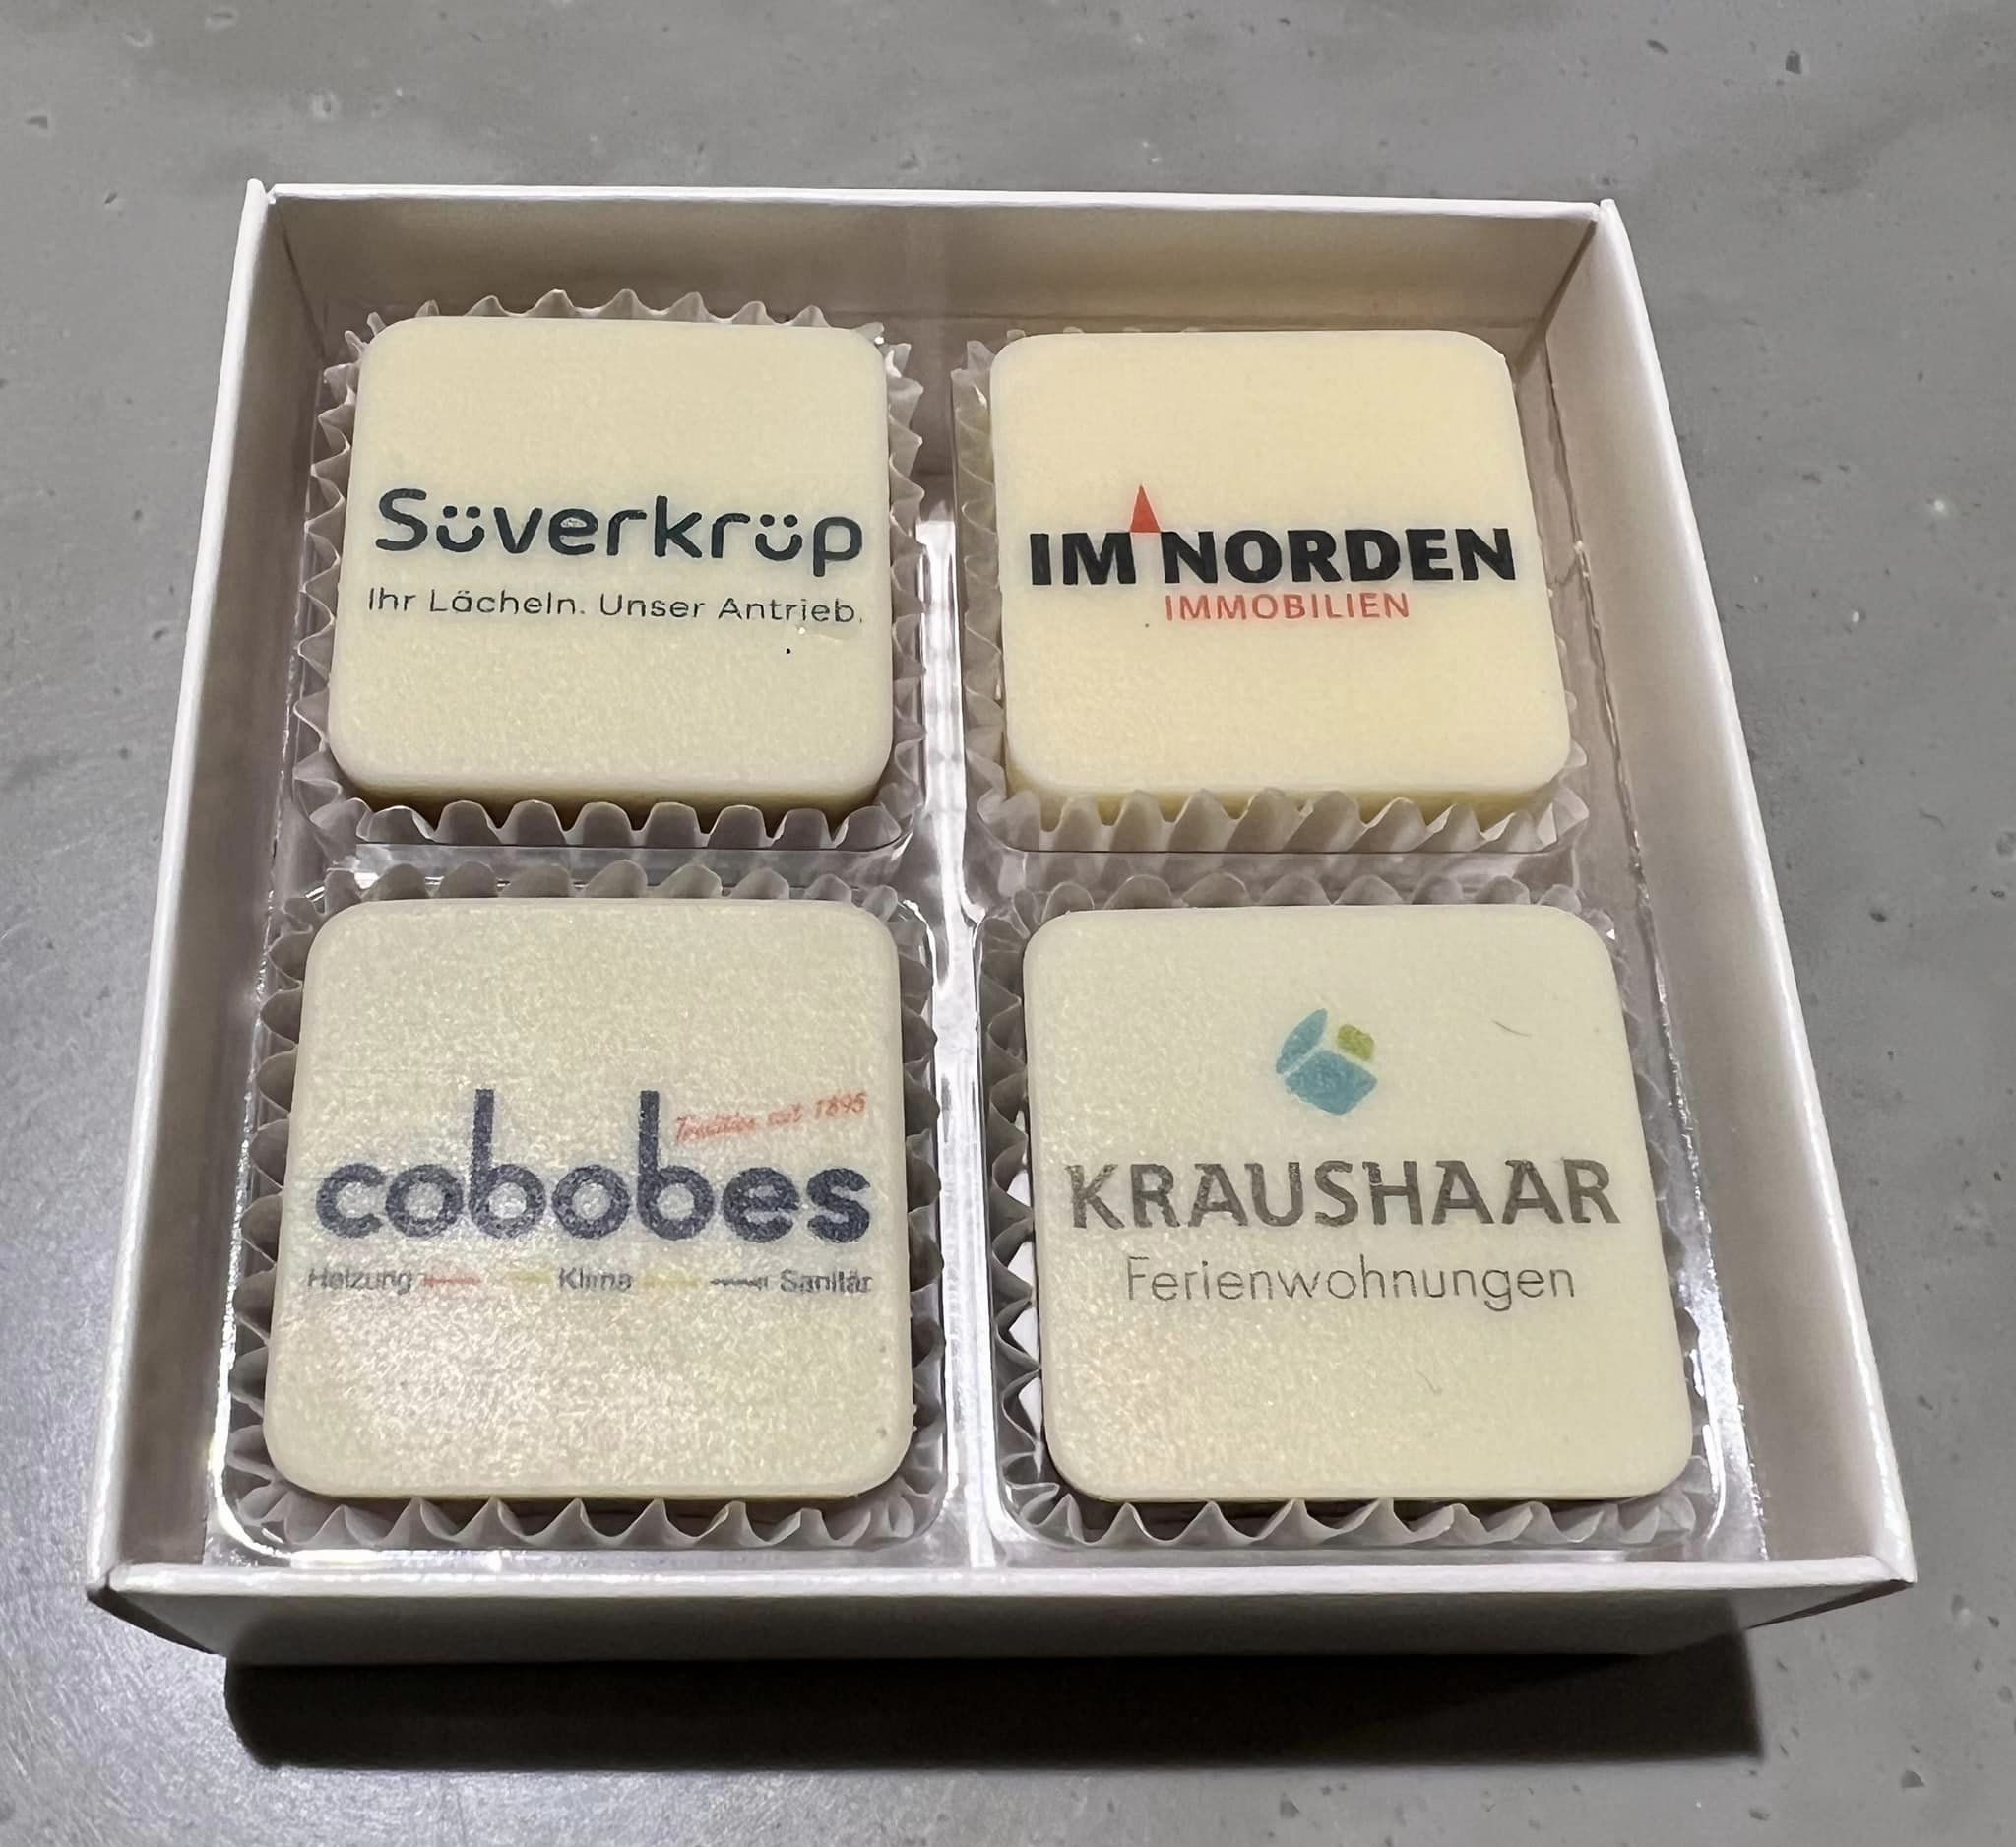 Süverkrüp
Ihr Lächeln. Unser Antrieb.
IM NORDEN
IMMOBILIEN
Tradition seit 1895
cobobes
Heizung Klima Sanitär
KRAUSHAAR
Ferienwohnungen